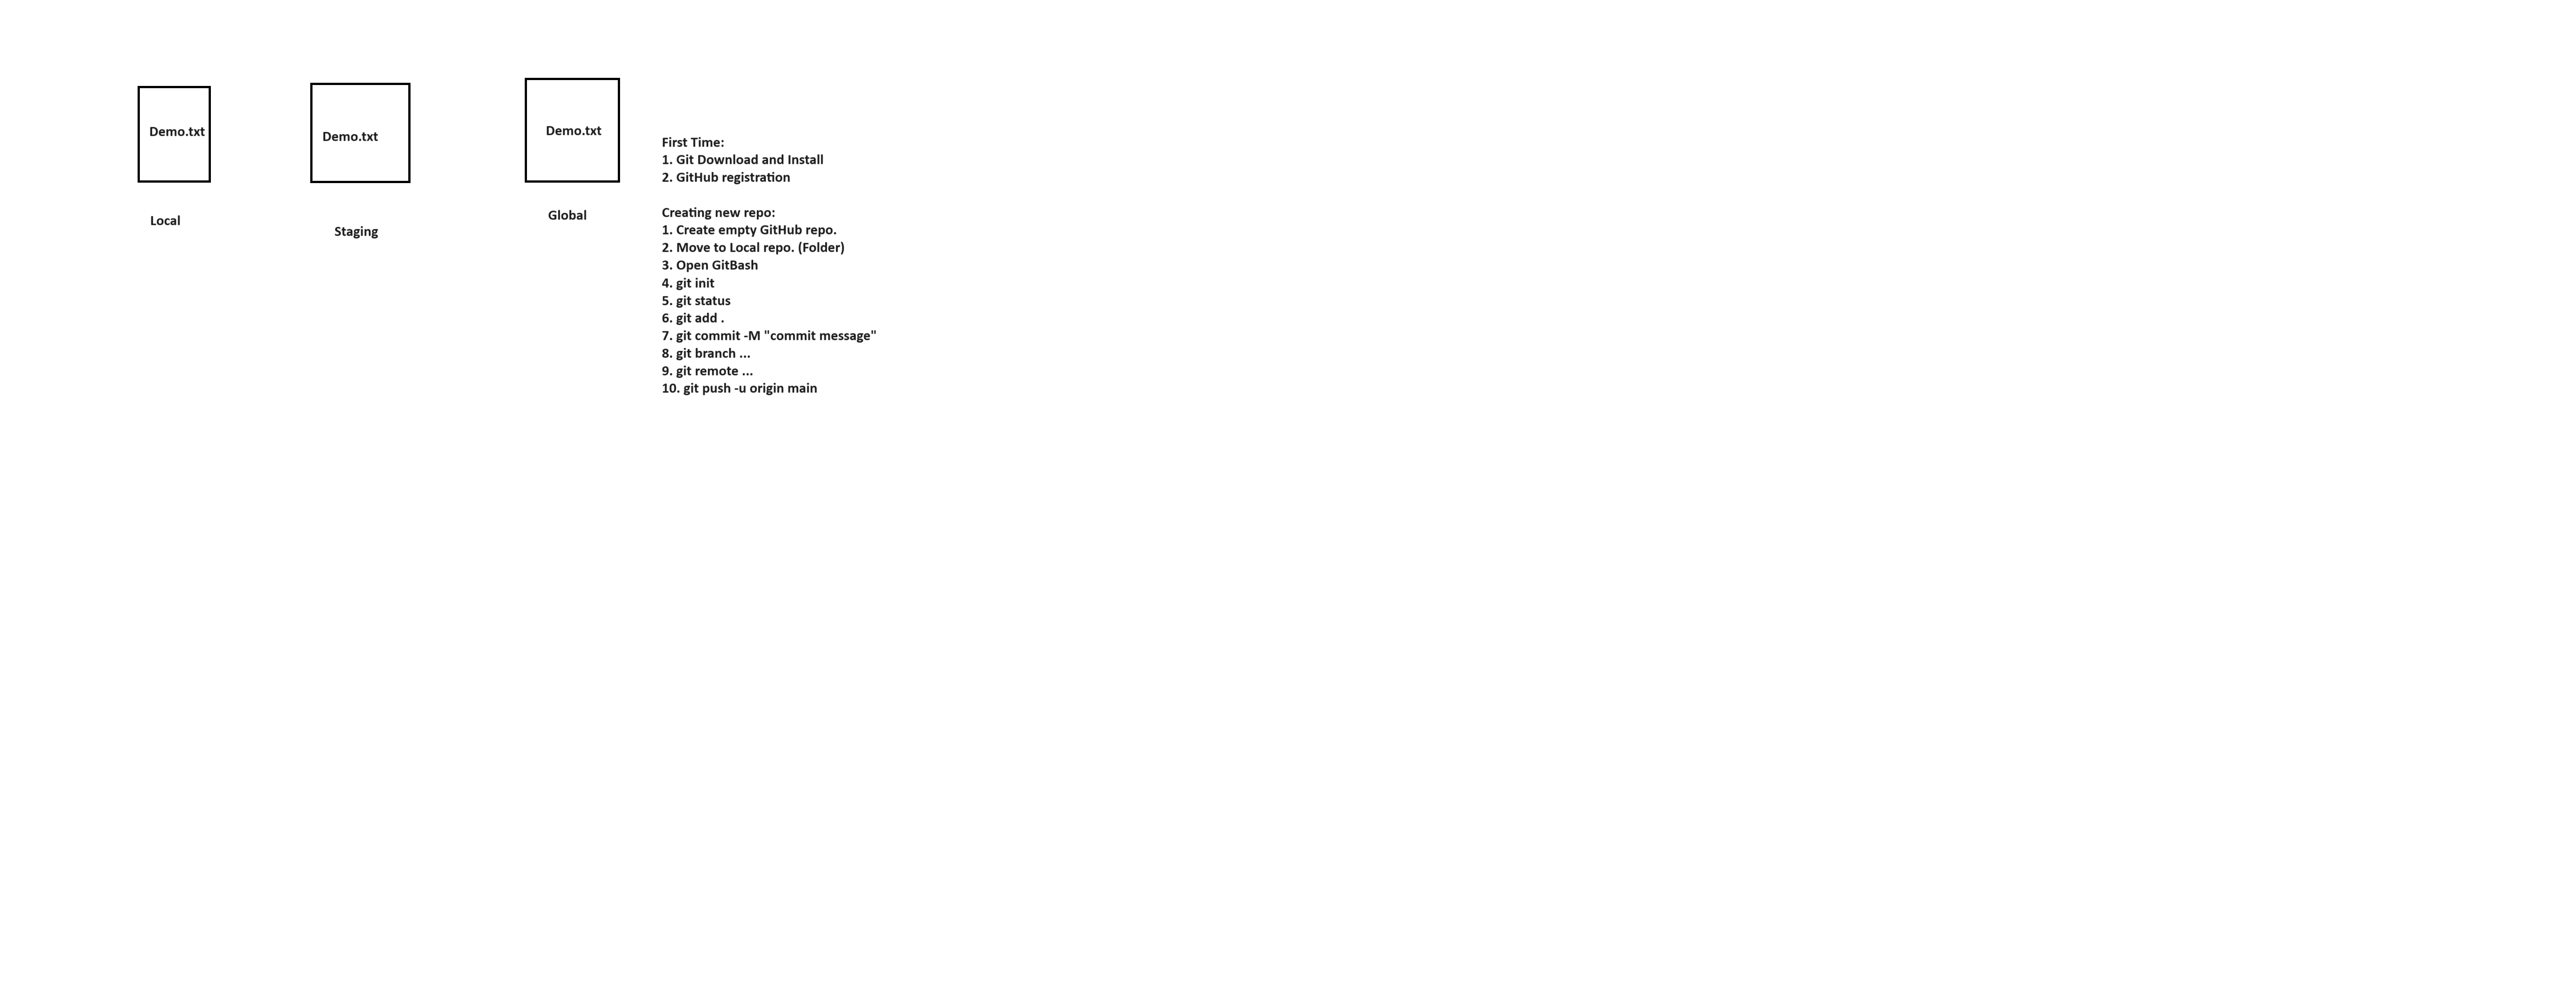 Demo.txt
Demo.txt
Demo.txt
Local
Staging
Global
First Time:
1. Git Download and Install
2. GitHub registration
Creating new repo:
1. Create empty GitHub repo.
2. Move to Local repo. (Folder)
3. Open GitBash
4. git init
5. git status
6. git add .
7. git commit -M "commit message"
8. git branch ...
9. git remote ...
10. git push -u origin main